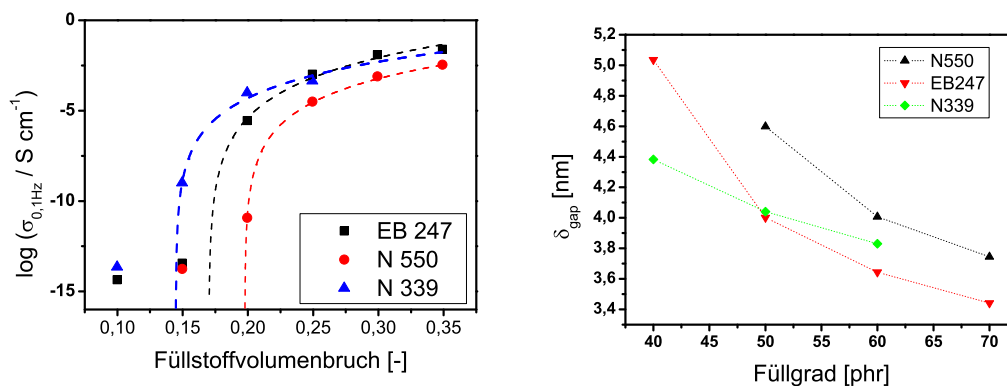 log (σ0,1Hz / S cm-1)
0
-5
-10
-15
0,10 0,15 0,20 0,25 0,30 0,35
Füllstoffvolumenbruch [-]
EB 247
N 550
N 339
δgap [nm]
5,2
5,0
4,8
4,6
4,4
4,2
4,0
3,8
3,6
3,4
40 45 50 55 60 65 70
Füllgrad [phr]
N550
EB247
N339